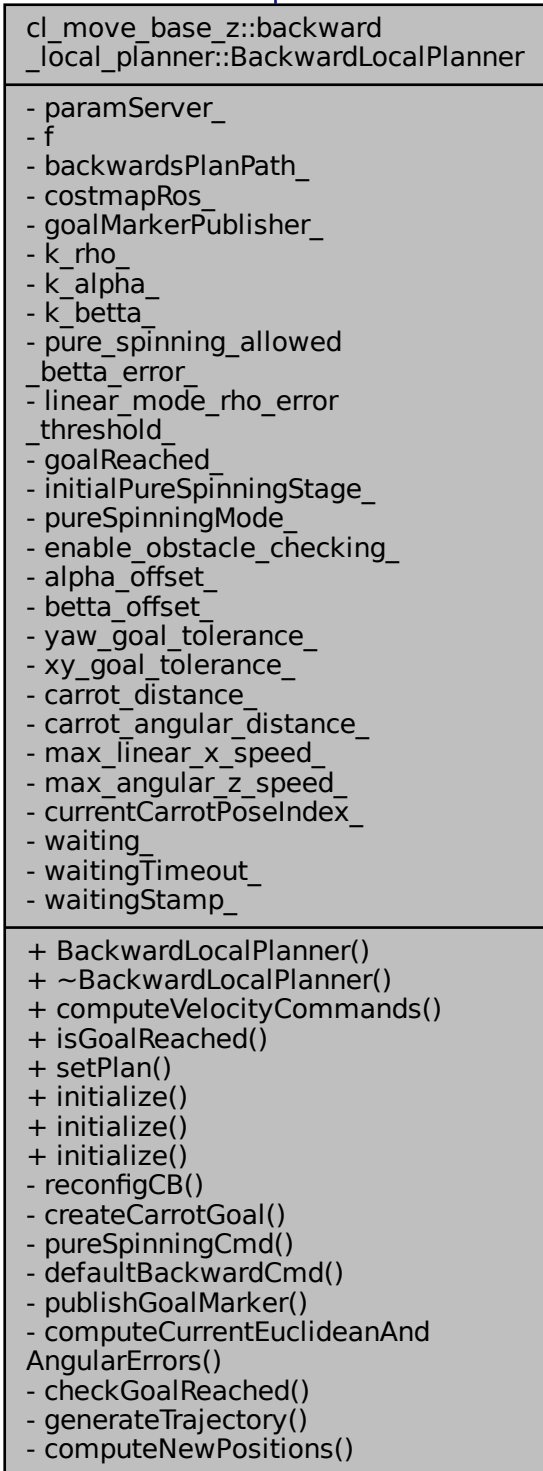 cl_move_base_z::backward
_local_planner::BackwardLocalPlanner
- paramServer_
- f
- backwardsPlanPath_
- costmapRos_
- goalMarkerPublisher_
- k_rho_
- k_alpha_
- k_betta_
- pure_spinning_allowed
_betta_error_
- linear_mode_rho_error
_threshold_
- goalReached_
- initialPureSpinningStage_
- pureSpinningMode_
- enable_obstacle_checking_
- alpha_offset_
- betta_offset_
- yaw_goal_tolerance_
- xy_goal_tolerance_
- carrot_distance_
- carrot_angular_distance_
- max_linear_x_speed_
- max_angular_z_speed_
- currentCarrotPoseIndex_
- waiting_
- waitingTimeout_
- waitingStamp_
+ BackwardLocalPlanner()
+ ~BackwardLocalPlanner()
+ computeVelocityCommands()
+ isGoalReached()
+ setPlan()
+ initialize()
+ initialize()
+ initialize()
- reconfigCB()
- createCarrotGoal()
- pureSpinningCmd()
- defaultBackwardCmd()
- publishGoalMarker()
- computeCurrentEuclideanAnd
AngularErrors()
- checkGoalReached()
- generateTrajectory()
- computeNewPositions()